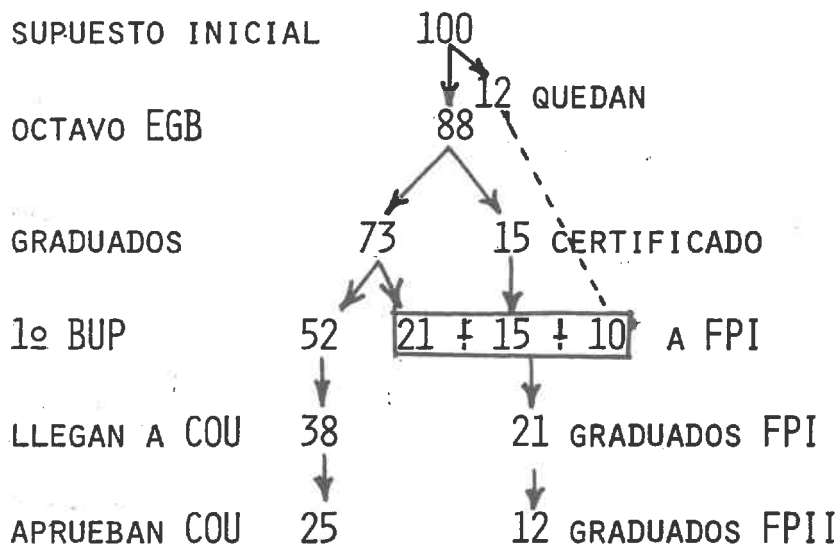 SUPUESTO INICIAL 100
12 QUEDAN
OCTAVO EGB 88
GRADUADOS 73 15 CERTIFICADO
1º BUP 52 21 + 15 + 10 A FPI
LLEGAN A COU 38 21 GRADUADOS FPI
APRUEBAN COU 25 12 GRADUADOS FPII